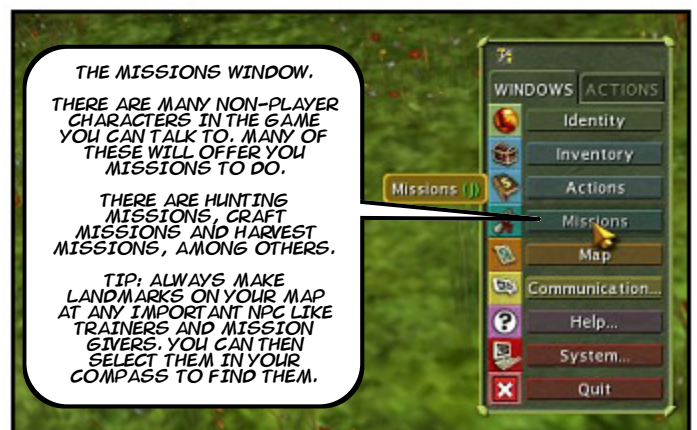 THE MISSIONS WINDOW.
THERE ARE MANY NON-PLAYER
CHARACTERS IN THE GAME
YOU CAN TALK TO. MANY OF
THESE WILL OFFER YOU
MISSIONS TO DO.
THERE ARE HUNTING
MISSIONS, CRAFT
MISSIONS AND HARVEST
MISSIONS, AMONG OTHERS.
TIP: ALWAYS MAKE
LANDMARKS ON YOUR MAP
AT ANY IMPORTANT NPC LIKE
TRAINERS AND MISSION
GIVERS. YOU CAN THEN
SELECT THEM IN YOUR
COMPASS TO FIND THEM.
WINDOWS ACTIONS
Identity
Inventory
Actions
Missions (J)
Missions
Map
Communication...
Help...
System...
Quit